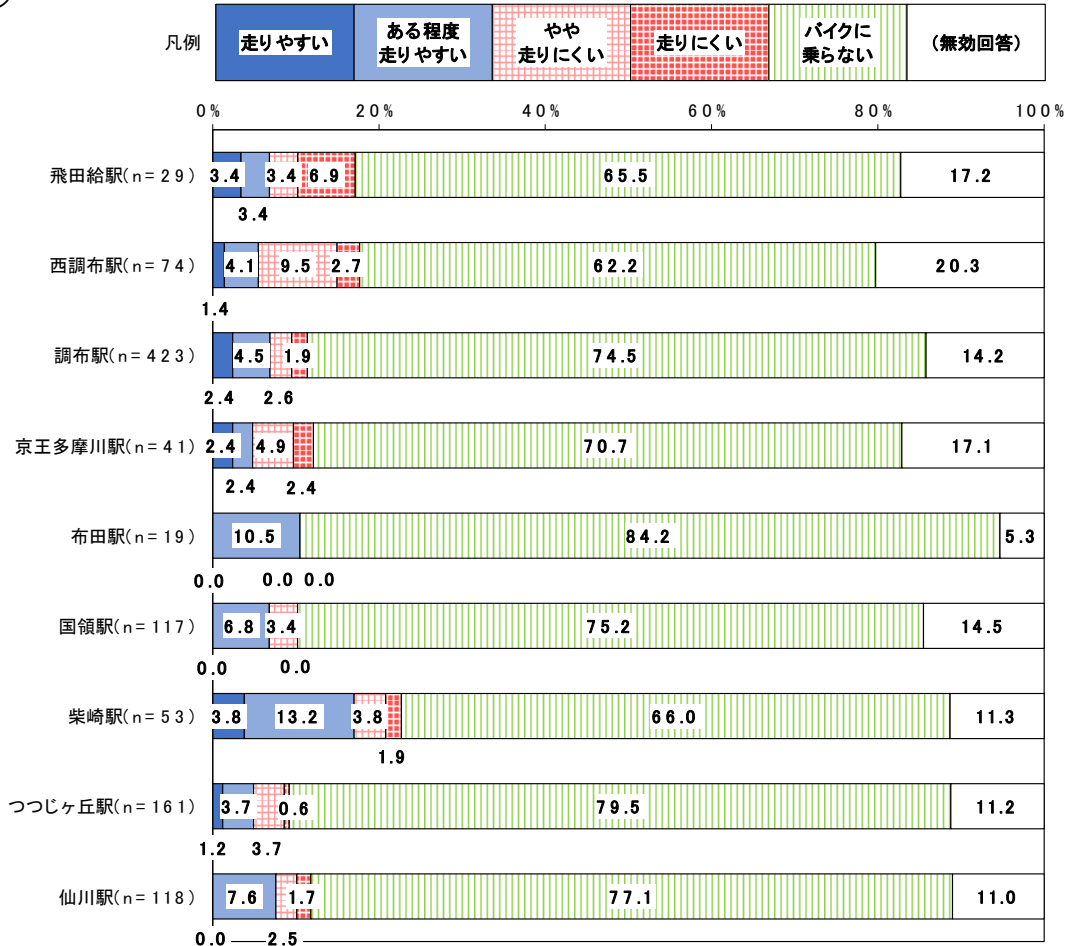 凡例
走りやすい
ある程度
走りやすい
やや
走りにくい
走りにくい
バイクに
乗らない
(無効回答)
0% 20% 40% 60% 80% 100%
飛田給駅(n=29) 3.4 3.4 6.9 65.5 17.2
3.4
西調布駅(n=74) 4.1 9.5 2.7 62.2 20.3
1.4
調布駅(n=423) 4.5 1.9 74.5 14.2
2.4 2.6
京王多摩川駅(n=41) 2.4 4.9 70.7 17.1
2.4 2.4
布田駅(n=19) 10.5 84.2 5.3
0.0 0.0 0.0
国領駅(n=117) 6.8 3.4 75.2 14.5
0.0 0.0
柴崎駅(n=53) 3.8 13.2 3.8 66.0 11.3
1.9
つつじヶ丘駅(n=161) 3.7 0.6 79.5 11.2
1.2 3.7
仙川駅(n=118) 7.6 1.7 77.1 11.0
0.0 2.5